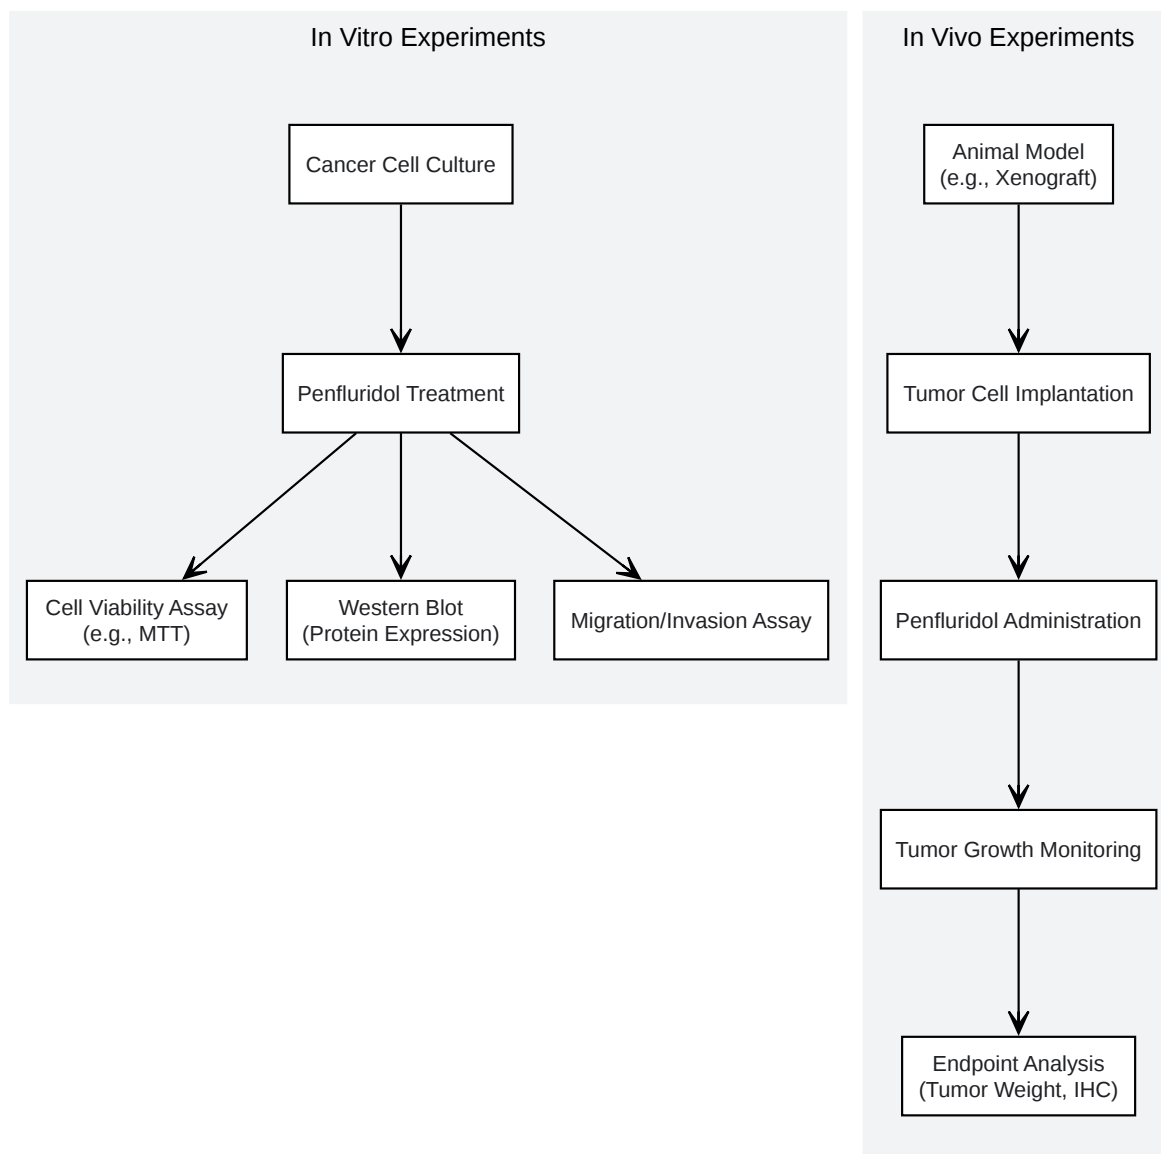 In Vitro Experiments
Cancer Cell Culture
Penfluridol Treatment
Cell Viability Assay
(e.g., MTT)
Western Blot
(Protein Expression)
Migration/Invasion Assay
In Vivo Experiments
Animal Model
(e.g., Xenograft)
Tumor Cell Implantation
Penfluridol Administration
Tumor Growth Monitoring
Endpoint Analysis
(Tumor Weight, IHC)